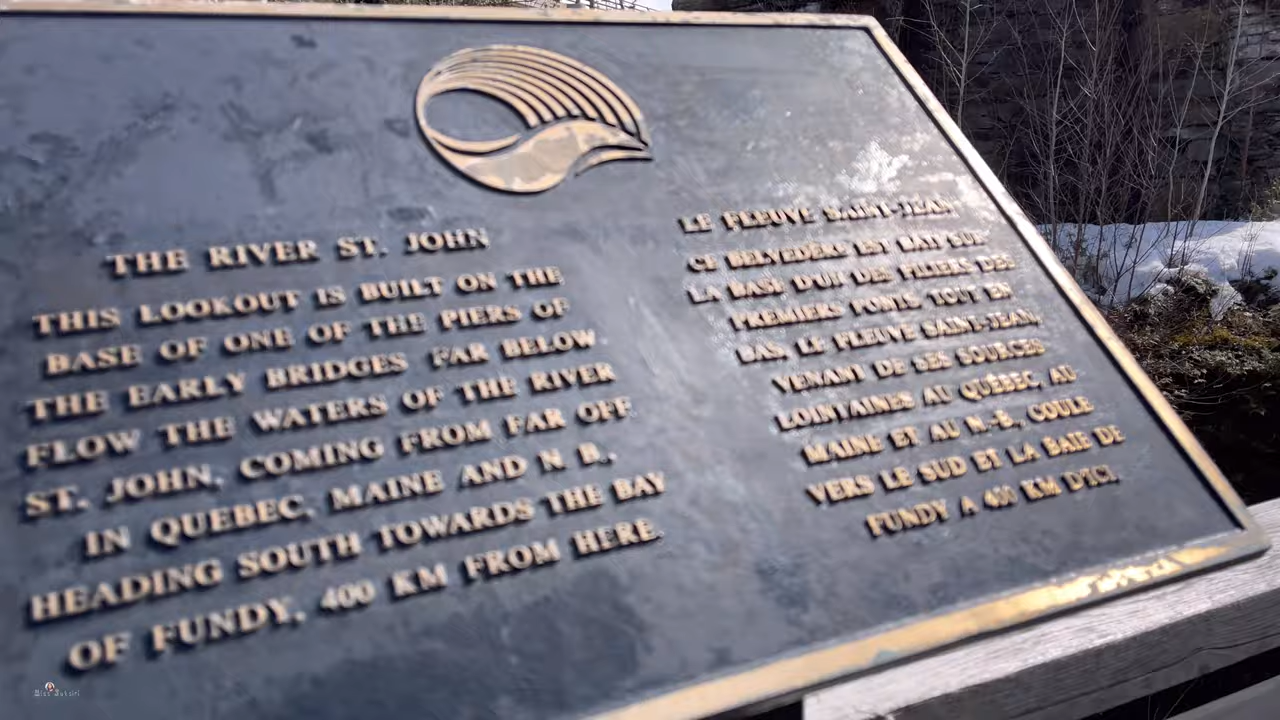 THE RIVER ST. JOHN
THIS LOOKOUT IS BUILT ON THE
BASE OF ONE OF THE PIERS OF
THE EARLY BRIDGES FAR BELOW
FLOW THE WATERS OF THE RIVER
ST. JOHN, COMING FROM FAR OFF
IN QUEBEC, MAINE AND N. B.,
HEADING SOUTH TOWARDS THE BAY
OF FUNDY, 400 KM FROM HERE.
LE FLEUVE SAINT-JEAN
CE BELVEDERE EST BATI SUR
LA BASE D'UN DES PILIERS DES
PREMIERS PONTS TOUT EN
BAS, LE FLEUVE SAINT-JEAN,
VENANT DE SES SOURCES
LOINTAINES AU QUEBEC, AU
MAINE ET AU N.-B., COULE
VERS LE SUD ET LA BAIE DE
FUNDY A 400 KM D'ICI.